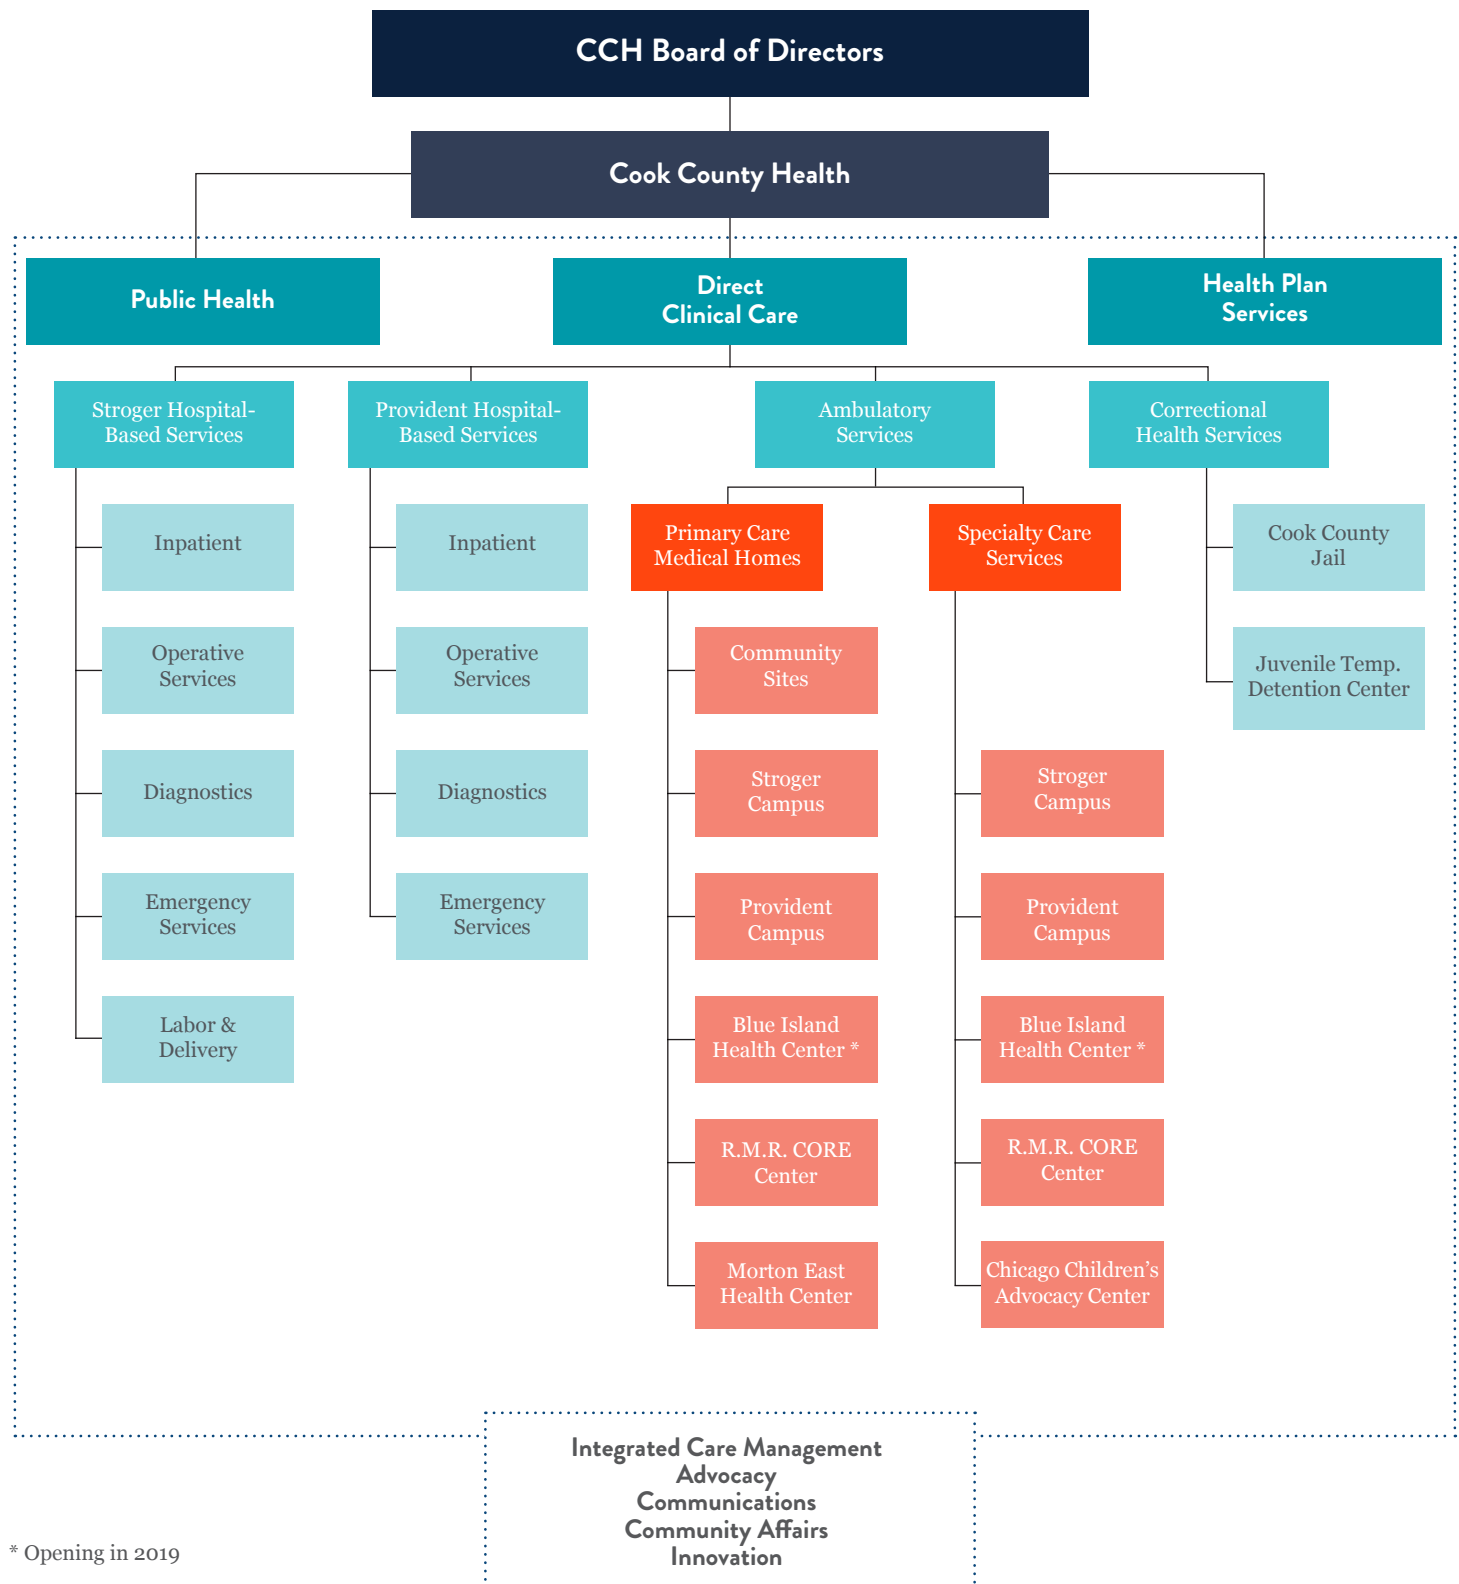 CCH Board of Directors
Cook County Health
Public Health
Direct
Clinical Care
Health Plan
Services
Stroger Hospital-
Based Services
Provident Hospital-
Based Services
Ambulatory
Services
Correctional
Health Services
Inpatient
Operative
Services
Diagnostics
Emergency
Services
Labor &
Delivery
Inpatient
Operative
Services
Diagnostics
Emergency
Services
Primary Care
Medical Homes
Community
Sites
Stroger
Campus
Provident
Campus
Blue Island
Health Center *
R.M.R. CORE
Center
Morton East
Health Center
Specialty Care
Services
Stroger
Campus
Provident
Campus
Blue Island
Health Center *
R.M.R. CORE
Center
Chicago Children’s
Advocacy Center
Cook County
Jail
Juvenile Temp.
Detention Center
Integrated Care Management
Advocacy
Communications
Community Affairs
Innovation
* Opening in 2019